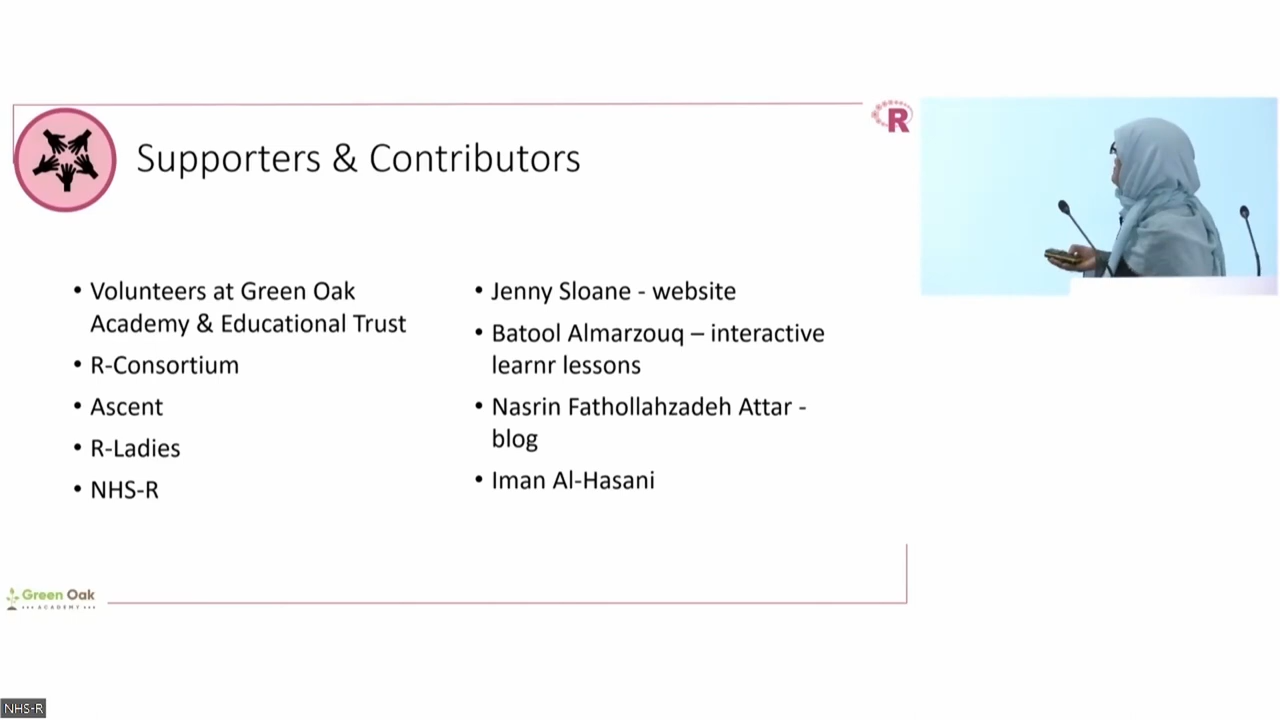 Supporters & Contributors
R
• Volunteers at Green Oak
Academy & Educational Trust
• R-Consortium
• Ascent
• R-Ladies
• NHS-R
• Jenny Sloane - website
• Batool Almarzouq – interactive
learnr lessons
• Nasrin Fathollahzadeh Attar -
blog
• Iman Al-Hasani
Green Oak
ACADEMY
NHS-R